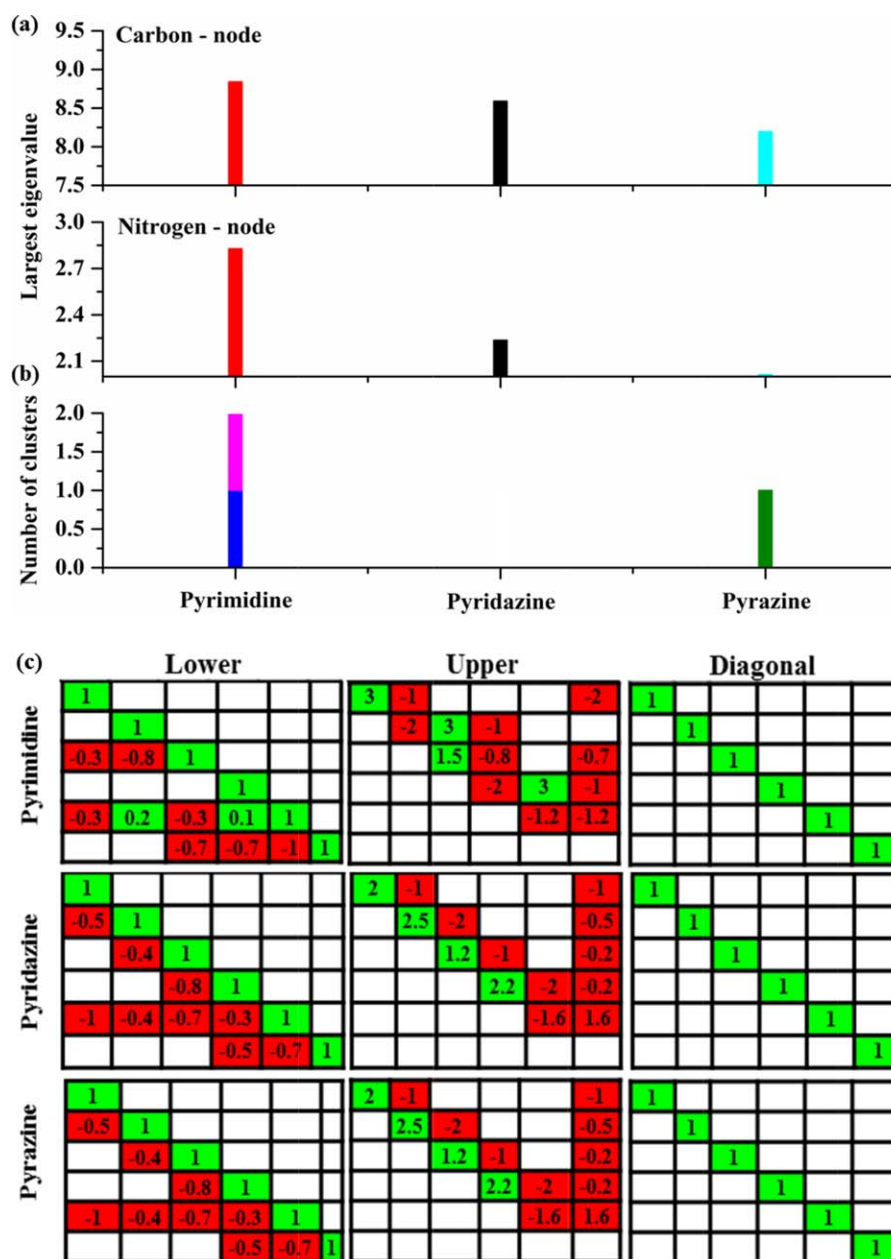 (a)
Carbon - node
9.5
9.0
8.5
8.0
7.5
Largest eigenvalue
Nitrogen - node
3.0
2.7
2.4
2.1
(b)
Number of clusters
2.0
1.5
1.0
0.5
0.0
Pyrimidine Pyridazine Pyrazine
(c)
Lower Upper Diagonal
Pyrimidine
1 3 -1 -2 1
1 -2 3 -1 1
-0.3 -0.8 1 1.5 -0.8 -0.7 1
1 -2 3 -1 1
-0.3 0.2 -0.3 0.1 1 -1.2 -1.2 1
-0.7 -0.7 -1 1 1
Pyridazine
1 2 -1 -1 1
-0.5 1 2.5 -2 -0.5 1
-0.4 1 1.2 -1 -0.2 1
-0.8 1 2.2 -2 -0.2 1
-1 -0.4 -0.7 -0.3 1 -1.6 1.6 1
-0.5 -0.7 1 1
Pyrazine
1 2 -1 -1 1
-0.5 1 2.5 -2 -0.5 1
-0.4 1 1.2 -1 -0.2 1
-0.8 1 2.2 -2 -0.2 1
-1 -0.4 -0.7 -0.3 1 -1.6 1.6 1
-0.5 -0.7 1 1